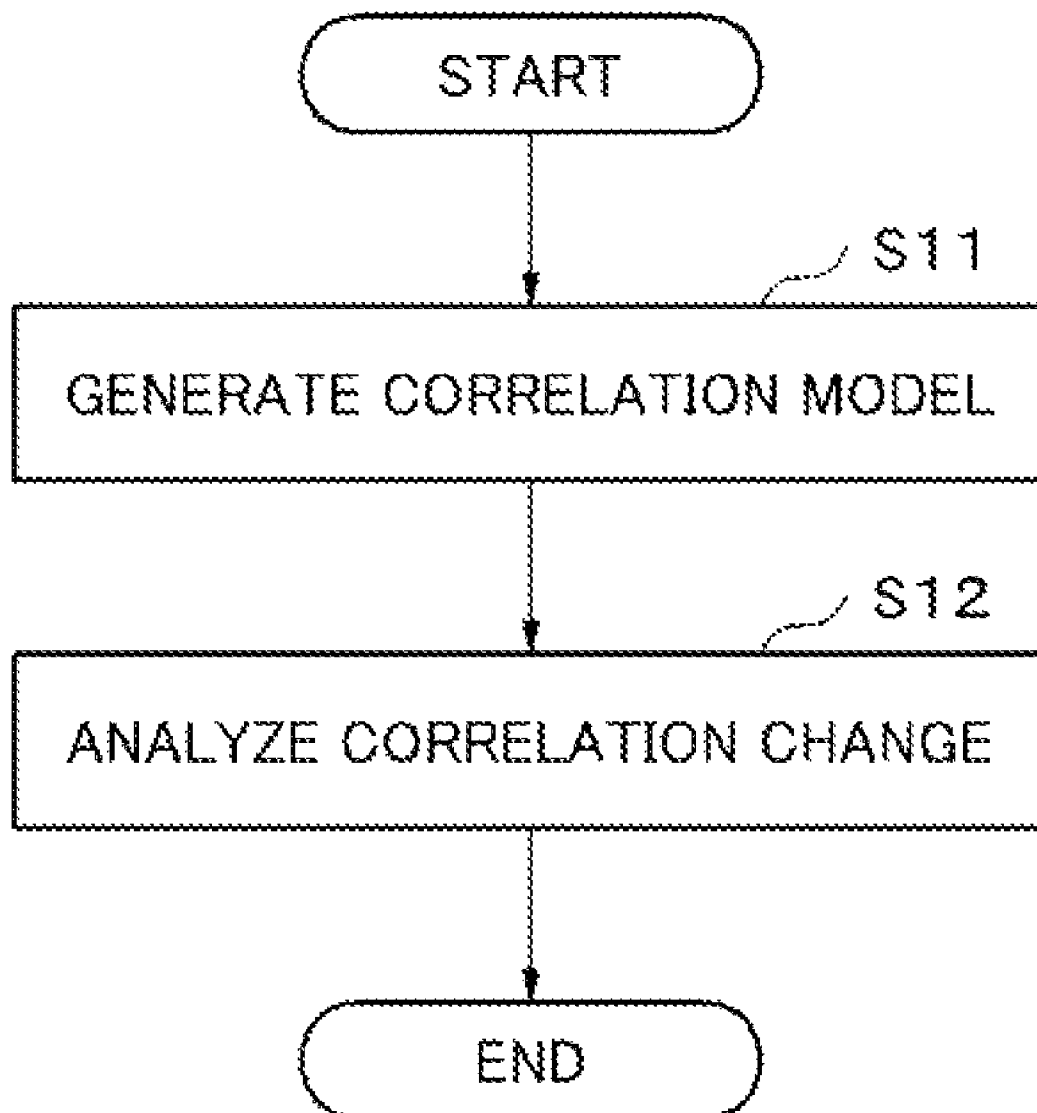 START
S11
GENERATE CORRELATION MODEL
S12
ANALYZE CORRELATION CHANGE
END